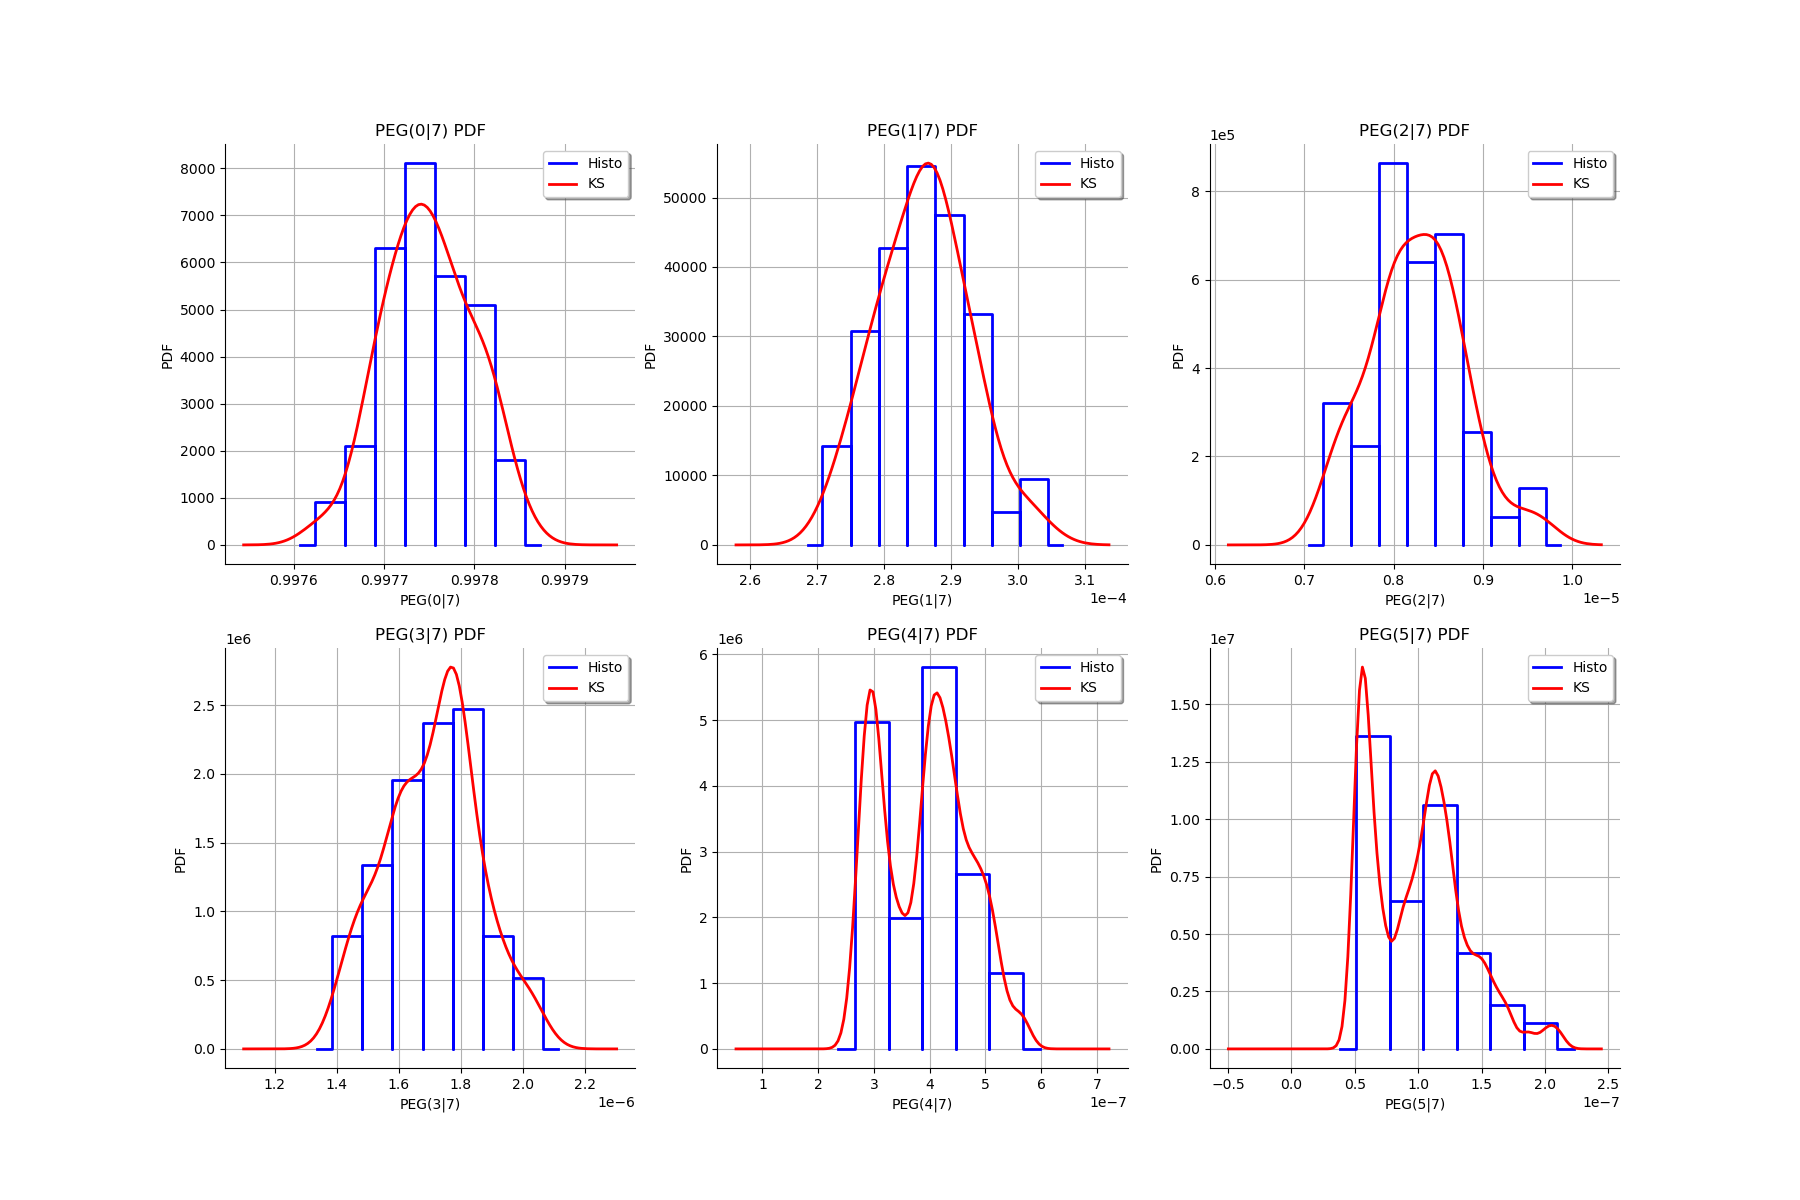 PEG(0|7) PDF
Histo
KS
PDF
8000
7000
6000
5000
4000
3000
2000
1000
0
0.9976 0.9977 0.9978 0.9979
PEG(0|7)
PEG(1|7) PDF
Histo
KS
PDF
50000
40000
30000
20000
10000
0
2.6 2.7 2.8 2.9 3.0 3.1
PEG(1|7)
1e−4
PEG(2|7) PDF
1e5
Histo
KS
PDF
8
6
4
2
0
0.6 0.7 0.8 0.9 1.0
PEG(2|7)
1e−5
PEG(3|7) PDF
1e6
Histo
KS
PDF
2.5
2.0
1.5
1.0
0.5
0.0
1.2 1.4 1.6 1.8 2.0 2.2
PEG(3|7)
1e−6
PEG(4|7) PDF
1e6
Histo
KS
PDF
6
5
4
3
2
1
0
1 2 3 4 5 6 7
PEG(4|7)
1e−7
PEG(5|7) PDF
1e7
Histo
KS
PDF
1.50
1.25
1.00
0.75
0.50
0.25
0.00
−0.5 0.0 0.5 1.0 1.5 2.0 2.5
PEG(5|7)
1e−7